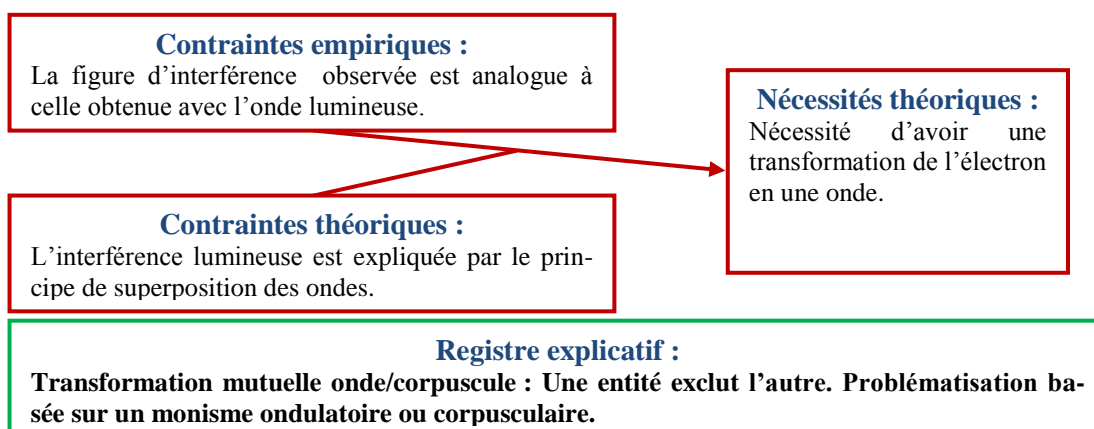 Contraintes empiriques :
La figure d'interférence observée est analogue à
celle obtenue avec l'onde lumineuse.
Nécessités théoriques :
Nécessité d'avoir une
transformation de l'électron
en une onde.
Contraintes théoriques :
L'interférence lumineuse est expliquée par le prin-
cipe de superposition des ondes.
Registre explicatif :
Transformation mutuelle onde/corpuscule : Une entité exclut l'autre. Problématisation ba-
sée sur un monisme ondulatoire ou corpusculaire.